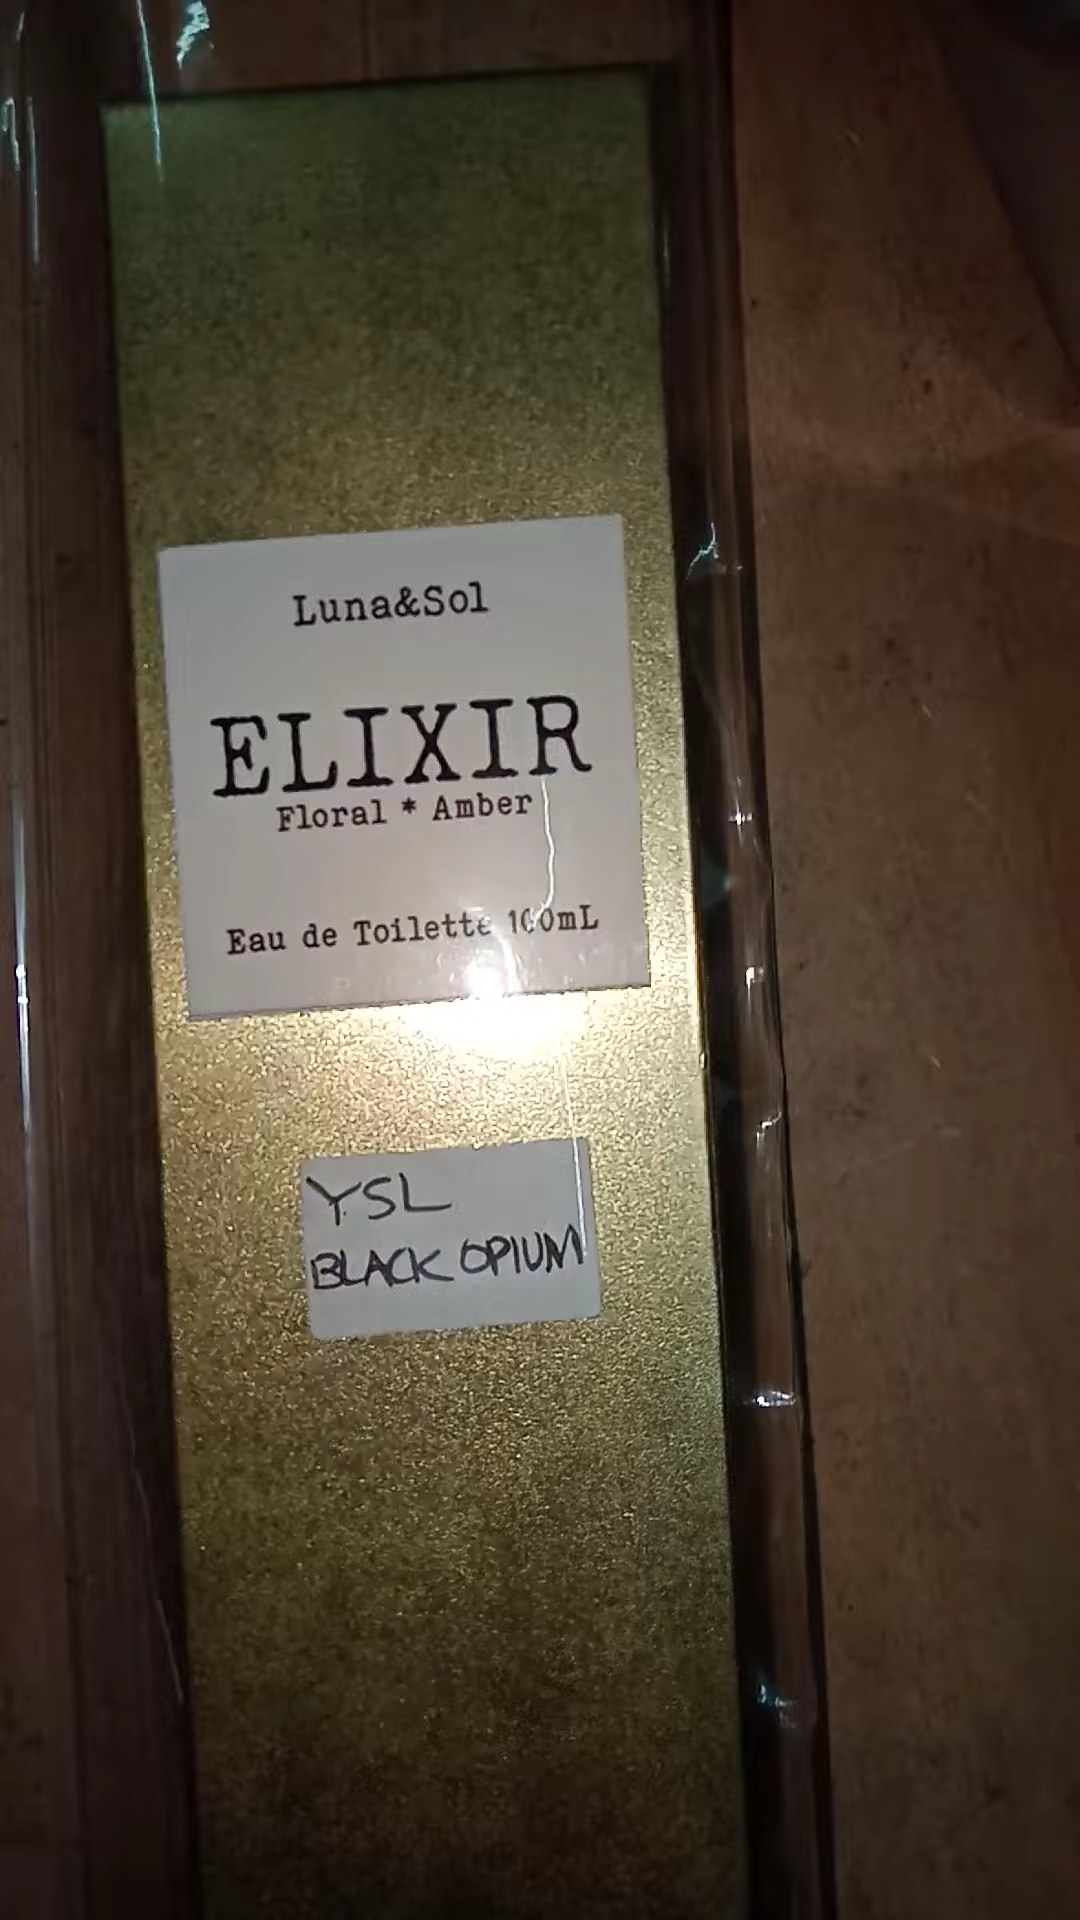 Luna&Sol
ELIXIR
Floral * Amber
Eau de Toilette 100mL
YSL
BLACK OPIUM